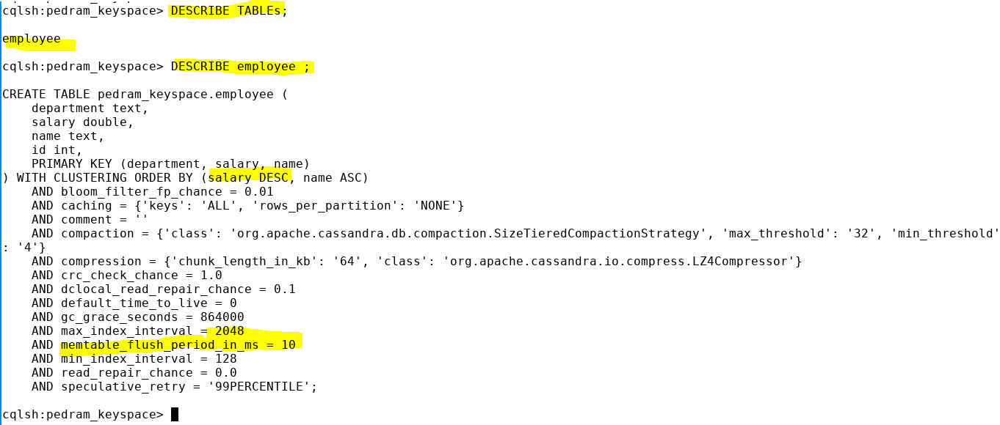 cqlsh:pedram_keyspace> DESCRIBE TABLEs;
employee
cqlsh:pedram_keyspace> DESCRIBE employee ;
CREATE TABLE pedram_keyspace.employee (
    department text,
    salary double,
    name text,
    id int,
    PRIMARY KEY (department, salary, name)
) WITH CLUSTERING ORDER BY (salary DESC, name ASC)
    AND bloom_filter_fp_chance = 0.01
    AND caching = {'keys': 'ALL', 'rows_per_partition': 'NONE'}
    AND comment = ''
    AND compaction = {'class': 'org.apache.cassandra.db.compaction.SizeTieredCompactionStrategy', 'max_threshold': '32', 'min_threshold'
: '4'}
    AND compression = {'chunk_length_in_kb': '64', 'class': 'org.apache.cassandra.io.compress.LZ4Compressor'}
    AND crc_check_chance = 1.0
    AND dclocal_read_repair_chance = 0.1
    AND default_time_to_live = 0
    AND gc_grace_seconds = 864000
    AND max_index_interval = 2048
    AND memtable_flush_period_in_ms = 10
    AND min_index_interval = 128
    AND read_repair_chance = 0.0
    AND speculative_retry = '99PERCENTILE';
cqlsh:pedram_keyspace>